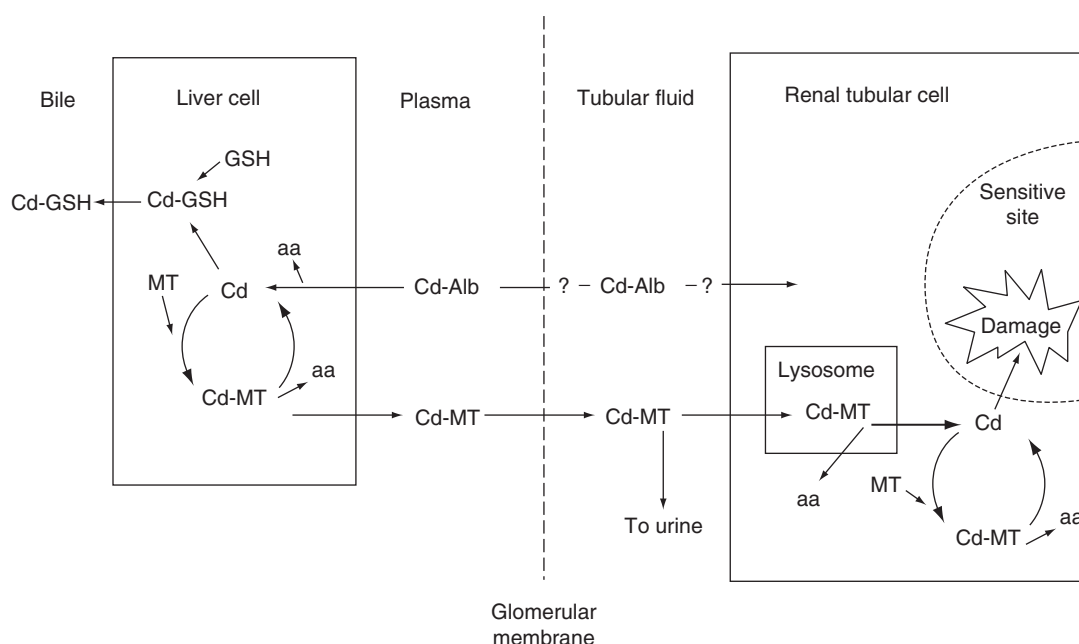 Bile
Liver cell
Plasma
Tubular fluid
Renal tubular cell
GSH
Cd-GSH
Cd-GSH
Sensitive
site
aa
MT
Cd
Cd-Alb
? – Cd-Alb – ?
Damage
aa
Cd-MT
Lysosome
Cd-MT
Cd-MT
Cd-MT
Cd
aa
MT
To urine
Cd-MT
aa
Glomerular
membrane